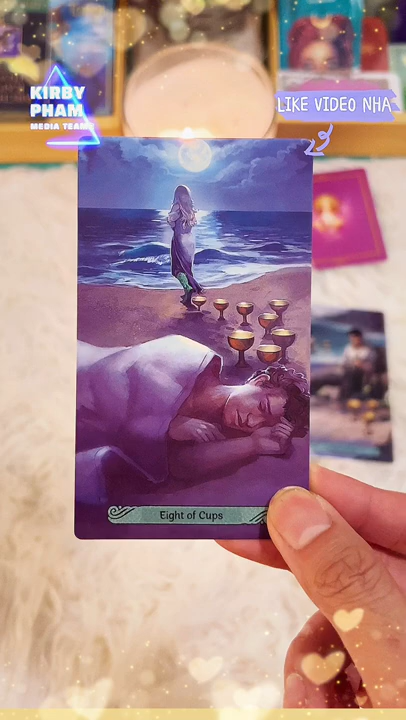 KIRBY
PHAM
MEDIA TEAM
LIKE VIDEO NHA
Eight of Cups